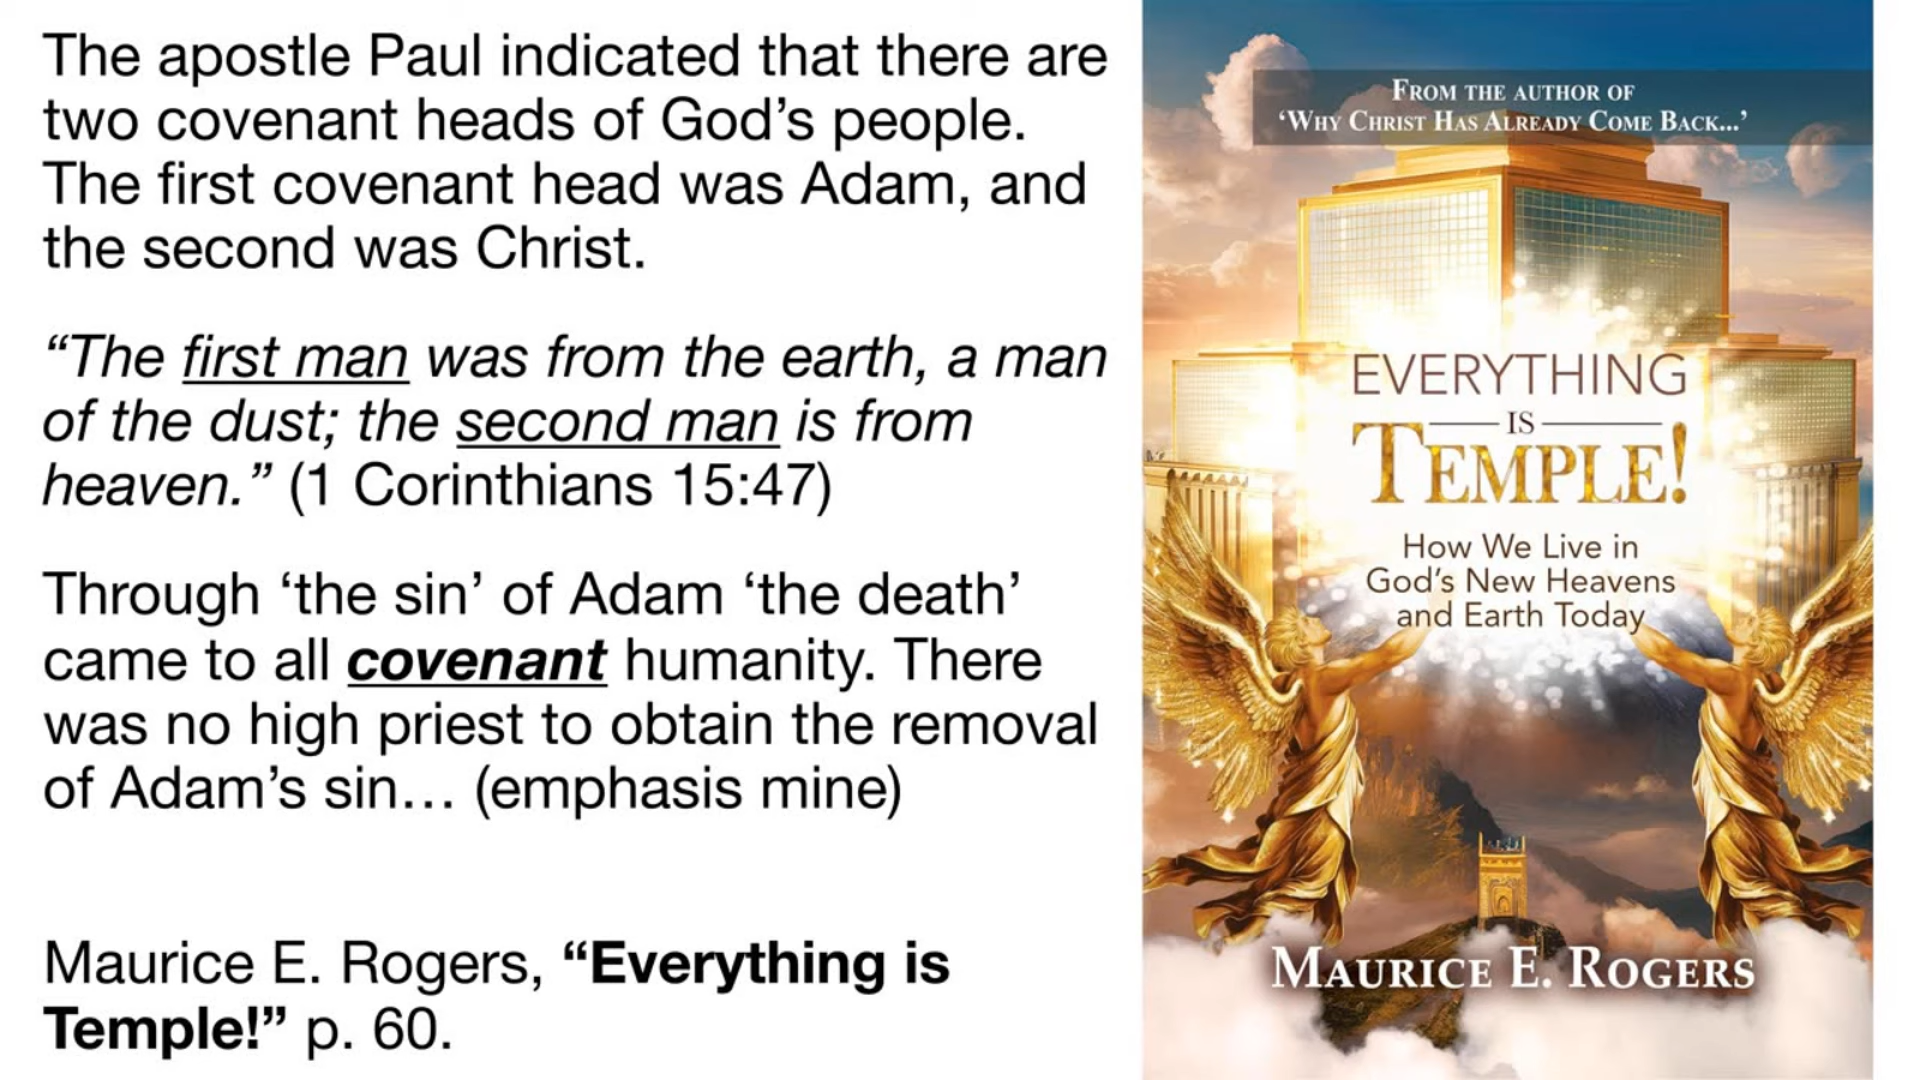 The apostle Paul indicated that there are
two covenant heads of God’s people.
The first covenant head was Adam, and
the second was Christ.
“The first man was from the earth, a man
of the dust; the second man is from
heaven.” (1 Corinthians 15:47)
Through ‘the sin’ of Adam ‘the death’
came to all covenant humanity. There
was no high priest to obtain the removal
of Adam’s sin… (emphasis mine)
Maurice E. Rogers, “Everything is
Temple!” p. 60.
FROM THE AUTHOR OF
‘WHY CHRIST HAS ALREADY COME BACK...’
EVERYTHING
IS
TEMPLE!
How We Live in
God’s New Heavens
and Earth Today
MAURICE E. ROGERS